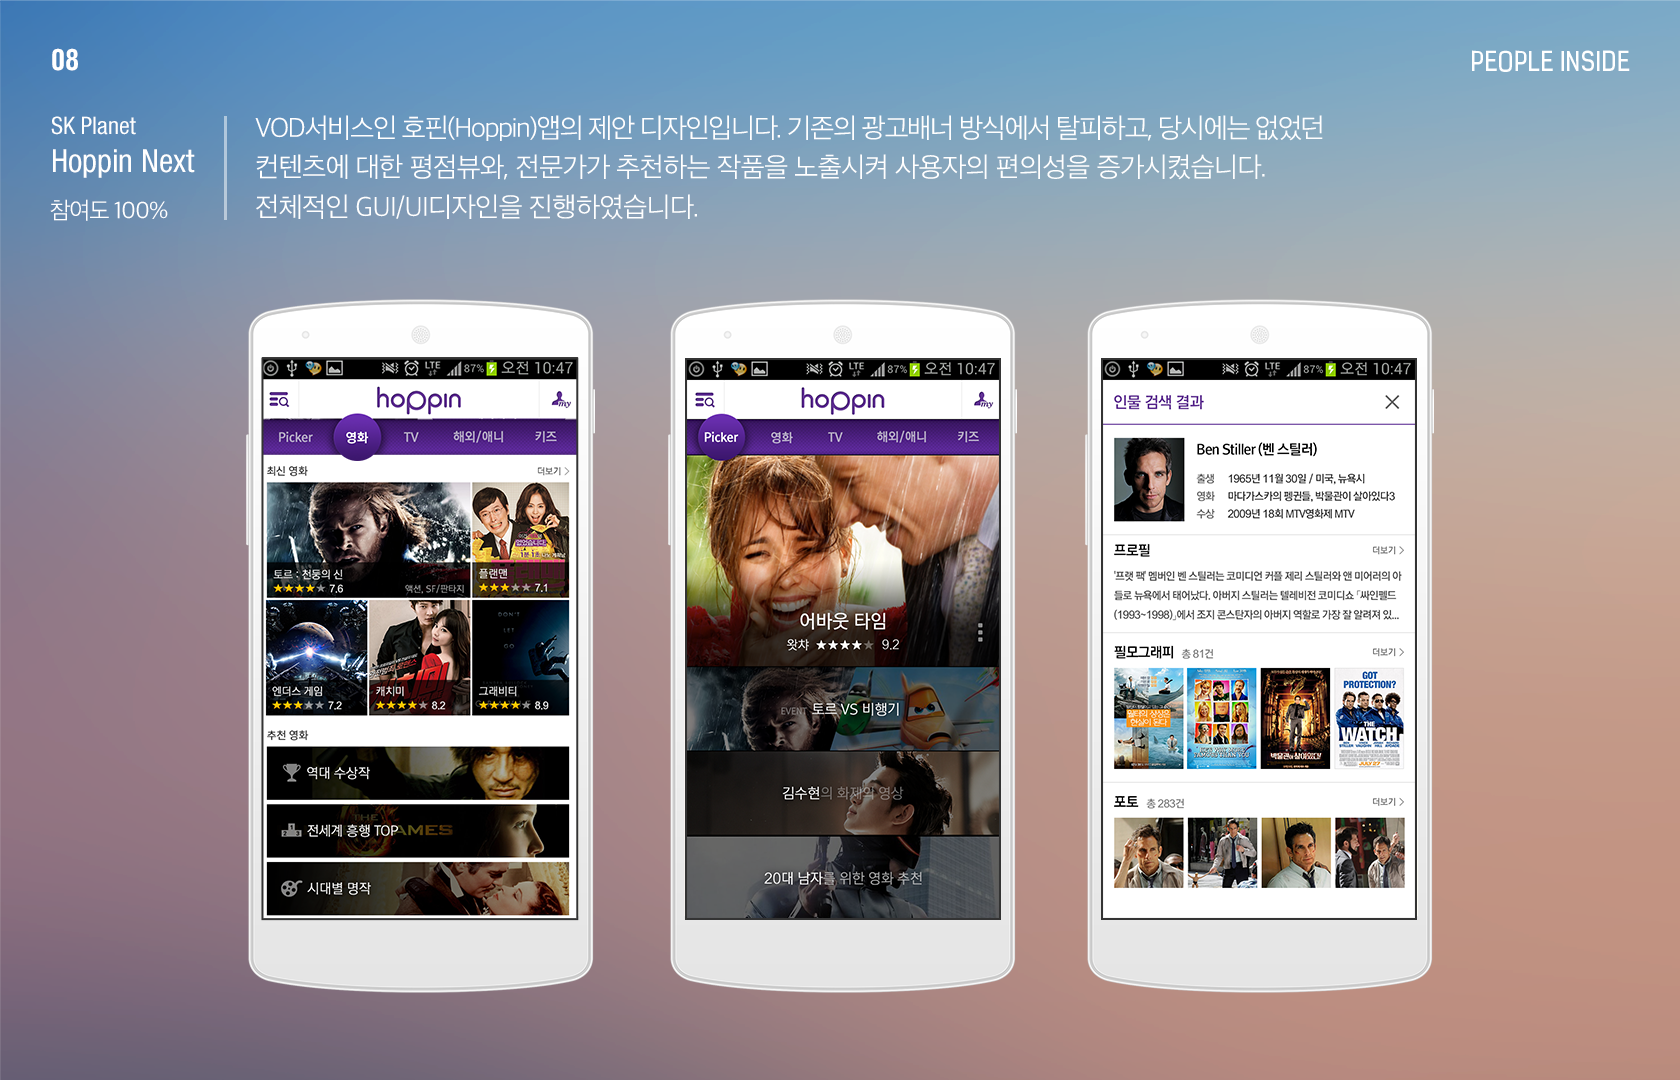 08
PEOPLE INSIDE
SK Planet
Hoppin Next
참여도 100%
VOD서비스인 호핀(Hoppin)앱의 제안 디자인입니다. 기존의 광고배너 방식에서 탈피하고, 당시에는 없었던
컨텐츠에 대한 평점뷰와, 전문가가 추천하는 작품을 노출시켜 사용자의 편의성을 증가시켰습니다.
전체적인 GUI/UI디자인을 진행하였습니다.
LTE 87% 오전 10:47
hoppin
my
Picker 영화 TV 해외/애니 키즈
최신 영화 더보기
토르 : 천둥의 신
★★★★★ 7.6 액션, SF/판타지
플랜맨
★★★★★ 7.1
엔더스 게임
★★★★★ 7.2
캐치미
★★★★★ 8.2
DON'T
LET
GO
그래비티
★★★★★ 8.9
추천 영화
역대 수상작
전세계 흥행 TOP
THE
GAMES
시대별 명작
LTE 87% 오전 10:47
hoppin
my
Picker 영화 TV 해외/애니 키즈
어바웃 타임
왓챠 ★★★★★ 9.2
EVENT 토르 VS 비행기
김수현의 화제의 영상
20대 남자를 위한 영화 추천
LTE 87% 오전 10:47
인물 검색 결과
Ben Stiller (벤 스틸러)
출생 1965년 11월 30일 / 미국, 뉴욕시
영화 마다가스카의 펭귄들, 박물관이 살아있다3
수상 2009년 18회 MTV영화제 MTV
프로필 더보기
'프랫 팩' 멤버인 벤 스틸러는 코미디언 커플 제리 스틸러와 앤 미어러의 아
들로 뉴욕에서 태어났다. 아버지 스틸러는 텔레비전 코미디쇼 「싸인펠드
(1993~1998)」에서 조지 콘스탄자의 아버지 역할로 가장 잘 알려져 있...
필모그래피 총 81건 더보기
박물관이 살아있다!
GOT
PROTECTION?
THE
WATCH
JULY 27
포토 총 283건 더보기